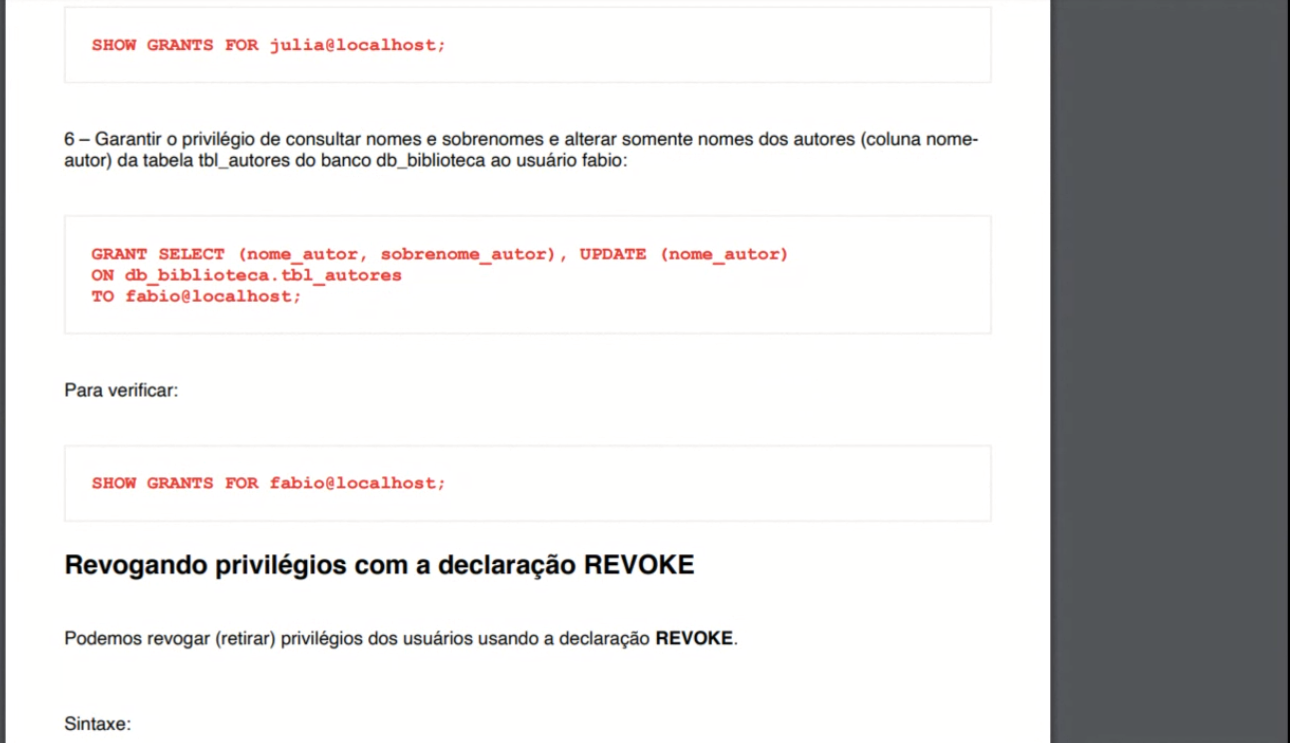 SHOW GRANTS FOR julia@localhost;
6 – Garantir o privilégio de consultar nomes e sobrenomes e alterar somente nomes dos autores (coluna nome-
autor) da tabela tbl_autores do banco db_biblioteca ao usuário fabio:
GRANT SELECT (nome_autor, sobrenome_autor), UPDATE (nome_autor)
ON db_biblioteca.tbl_autores
TO fabio@localhost;
Para verificar:
SHOW GRANTS FOR fabio@localhost;
Revogando privilégios com a declaração REVOKE
Podemos revogar (retirar) privilégios dos usuários usando a declaração REVOKE.
Sintaxe: